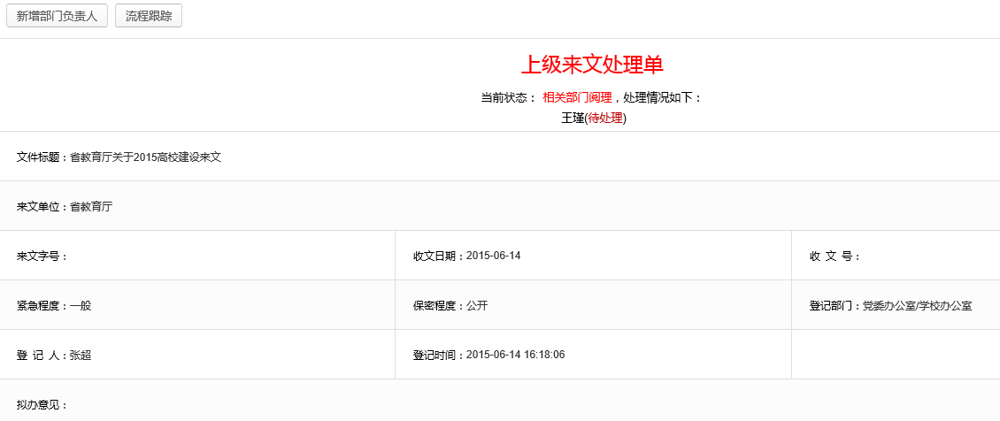 新增部门负责人 流程跟踪
上级来文处理单
当前状态： 相关部门阅理，处理情况如下：
王瑾(待处理)
文件标题：省教育厅关于2015高校建设来文
来文单位：省教育厅
来文字号： 收文日期：2015-06-14 收 文 号：
紧急程度：一般 保密程度：公开 登记部门：党委办公室/学校办公室
登 记 人：张超 登记时间：2015-06-14 16:18:06
拟办意见：